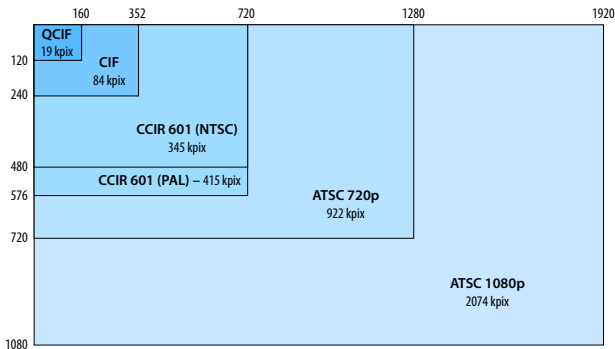 160 352 720 1280 1920
QCIF
19 kpix
120
CIF
84 kpix
240
CCIR 601 (NTSC)
345 kpix
480
CCIR 601 (PAL) – 415 kpix
576
ATSC 720p
922 kpix
720
ATSC 1080p
2074 kpix
1080